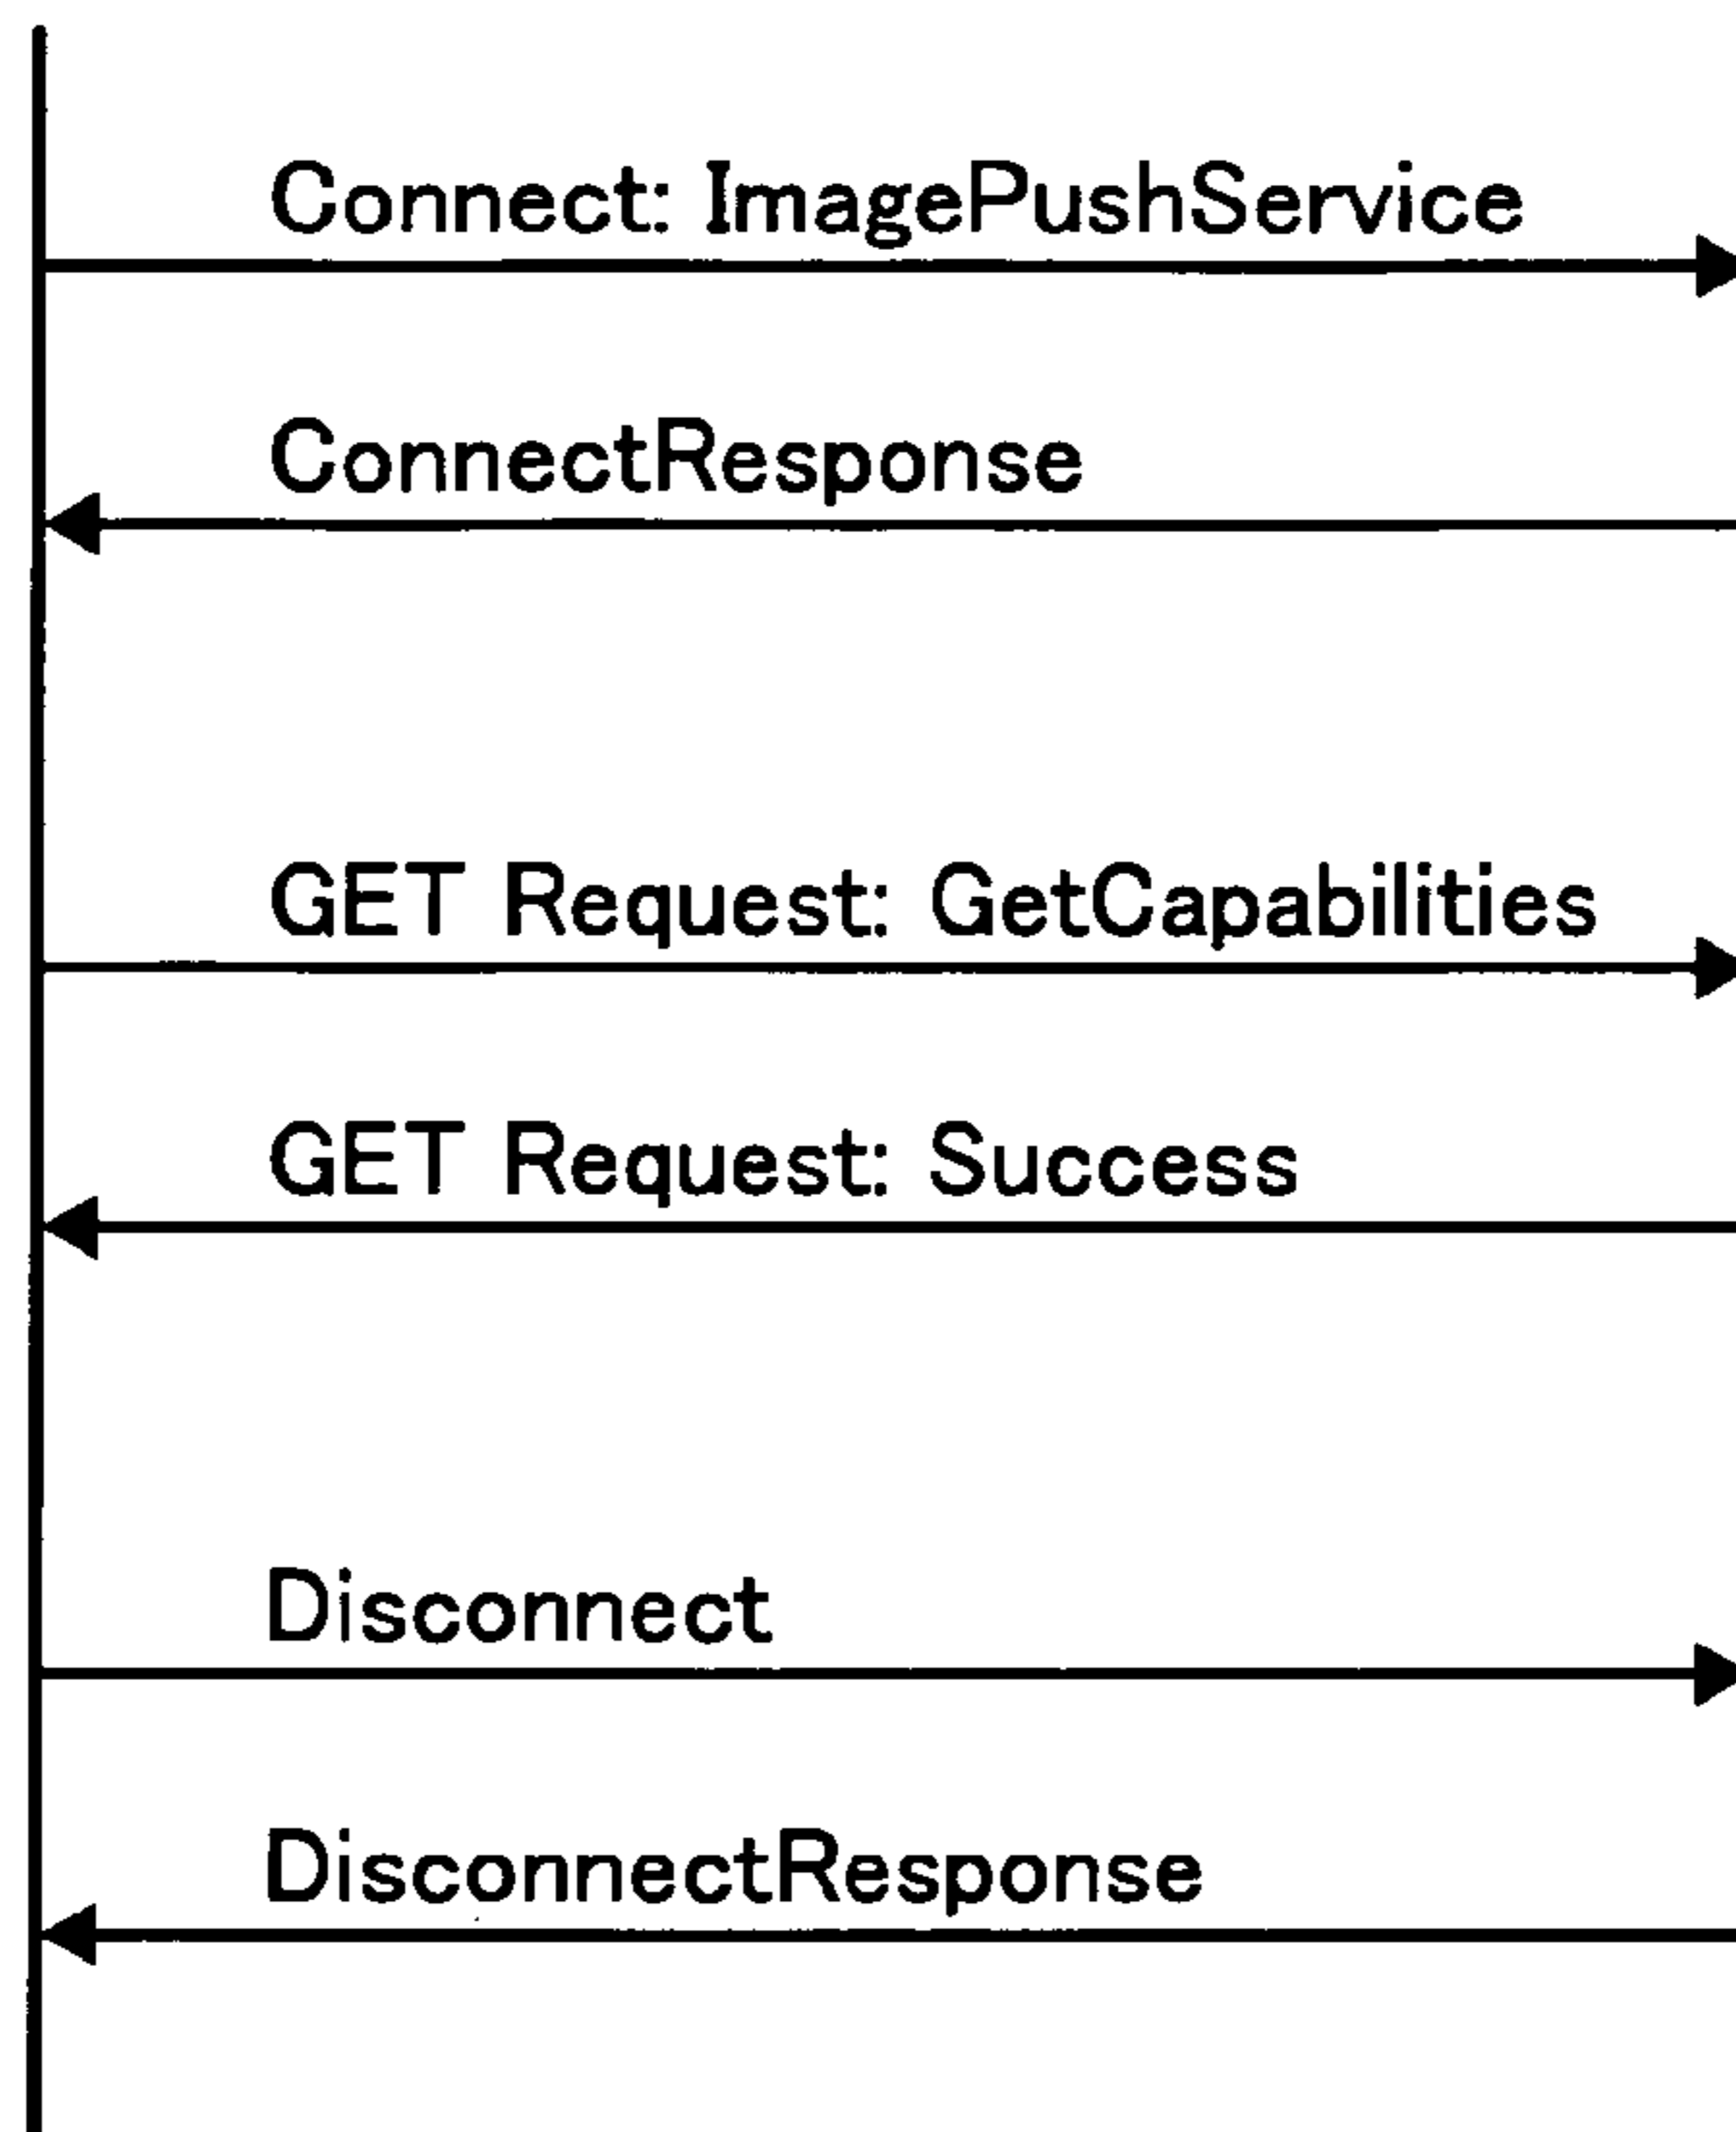 Connect: ImagePushService
ConnectResponse
GET Request: GetCapabilities
GET Request: Success
Disconnect
DisconnectResponse